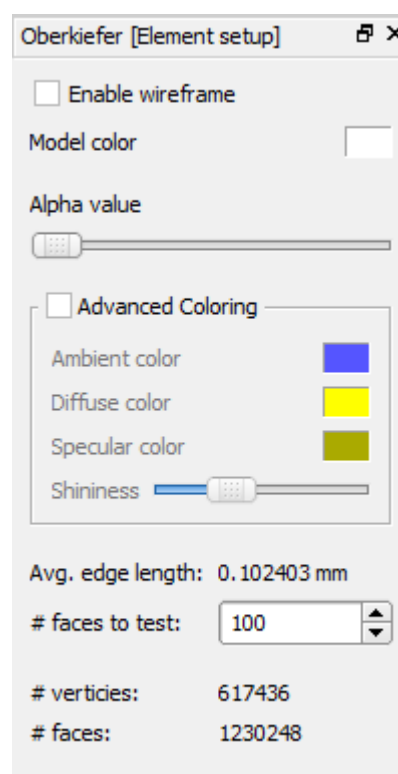 Oberkiefer [Element setup]
Enable wireframe
Model color
Alpha value
Advanced Coloring
Ambient color
Diffuse color
Specular color
Shininess
Avg. edge length: 0.102403 mm
# faces to test: 100
# verticies: 617436
# faces: 1230248